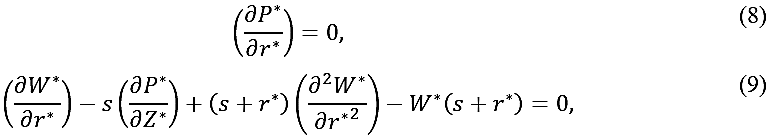 (∂P*/∂r*) = 0, (8)
(∂W*/∂r*) − s(∂P*/∂Z*) + (s + r*)(∂²W*/∂r*²) − W*(s + r*) = 0, (9)